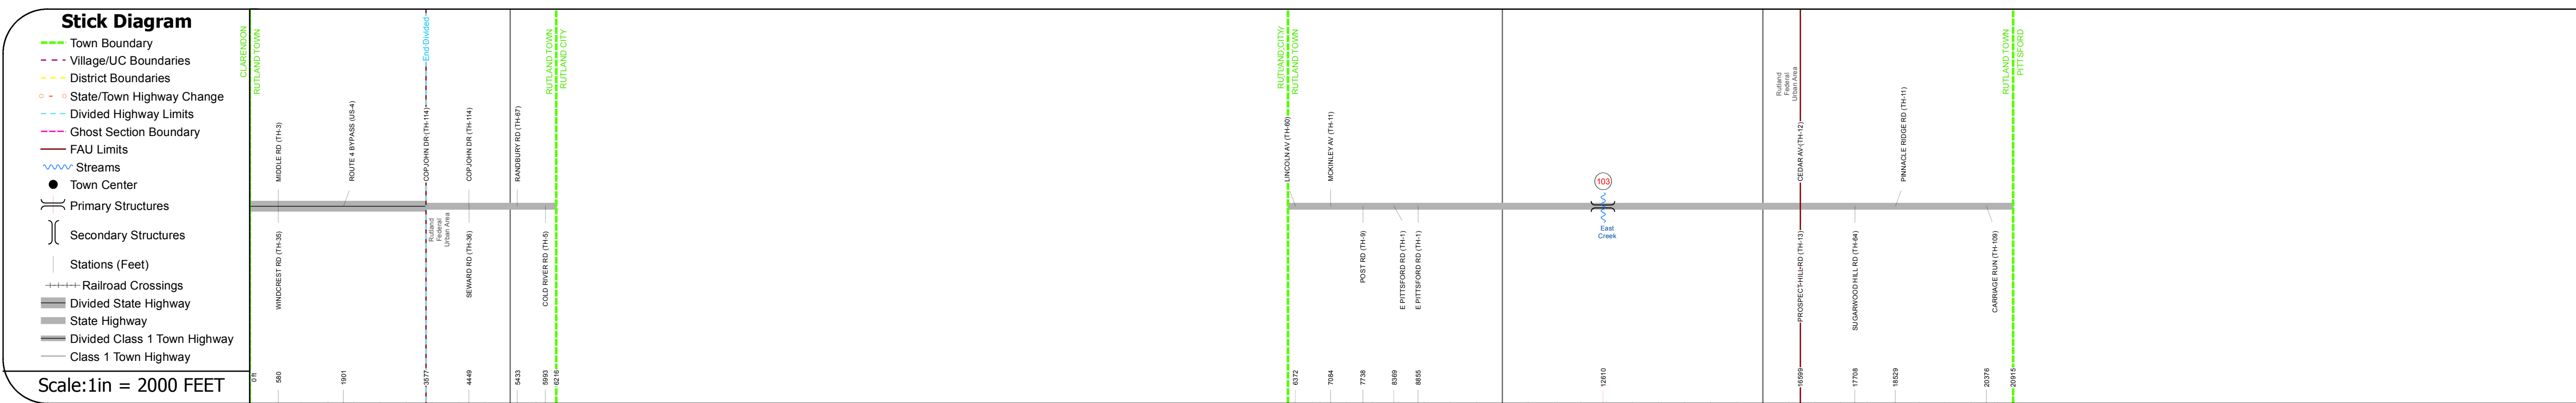 Stick Diagram
Town Boundary
Village/UC Boundaries
District Boundaries
State/Town Highway Change
Divided Highway Limits
Ghost Section Boundary
FAU Limits
Streams
Town Center
Primary Structures
Secondary Structures
Stations (Feet)
Railroad Crossings
Divided State Highway
State Highway
Divided Class 1 Town Highway
Class 1 Town Highway
Scale:1in = 2000 FEET
CLARENDON
RUTLAND TOWN
MIDDLE RD (TH-3)
WINDCREST RD (TH-35)
ROUTE 4 BYPASS (US-4)
End Divided
COPJOHN DR (TH-114)
Rutland
Federal
Urban Area
COPJOHN DR (TH-114)
SEWARD RD (TH-36)
RANDBURY RD (TH-67)
COLD RIVER RD (TH-5)
RUTLAND TOWN
RUTLAND CITY
RUTLAND CITY
RUTLAND TOWN
LINCOLN AV (TH-60)
MCKINLEY AV (TH-11)
POST RD (TH-9)
E PITTSFORD RD (TH-1)
E PITTSFORD RD (TH-1)
103
East
Creek
Rutland
Federal
Urban Area
CEDAR AV (TH-12)
PROSPECT HILL RD (TH-13)
SUGARWOOD HILL RD (TH-64)
PINNACLE RIDGE RD (TH-11)
CARRIAGE RUN (TH-109)
RUTLAND TOWN
PITTSFORD
0 ft
580
1901
3577
4449
5433
5993
6216
6372
7084
7738
8369
8855
12610
16599
17708
18529
20376
20915